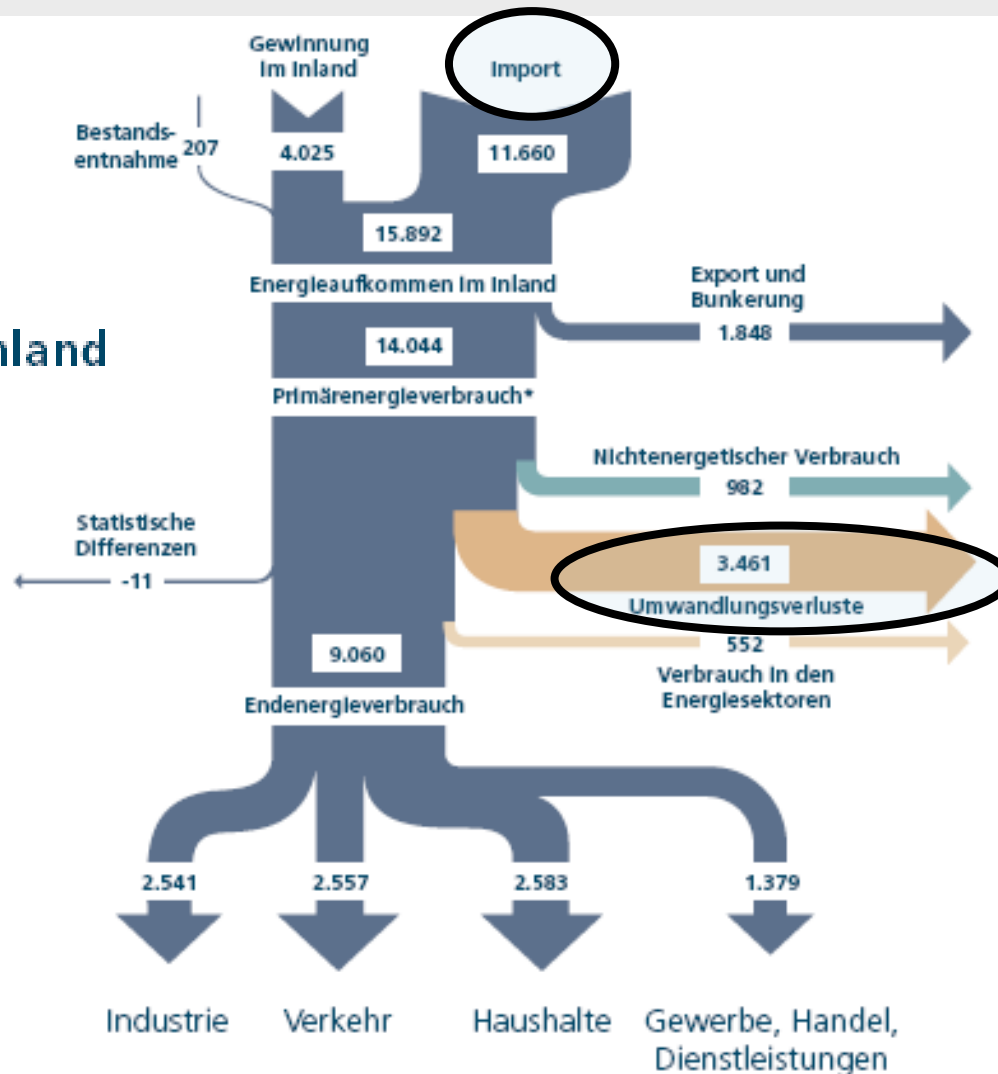 Gewinnung
im Inland
Import
Bestands-
entnahme
207
4.025
11.660
15.892
Energieaufkommen im Inland
Export und
Bunkerung
1.848
14.044
Primärenergieverbrauch*
Nichtenergetischer Verbrauch
982
Statistische
Differenzen
-11
3.461
Umwandlungsverluste
552
Verbrauch in den
Energiesektoren
9.060
Endenergieverbrauch
2.541
2.557
2.583
1.379
Industrie
Verkehr
Haushalte
Gewerbe, Handel,
Dienstleistungen